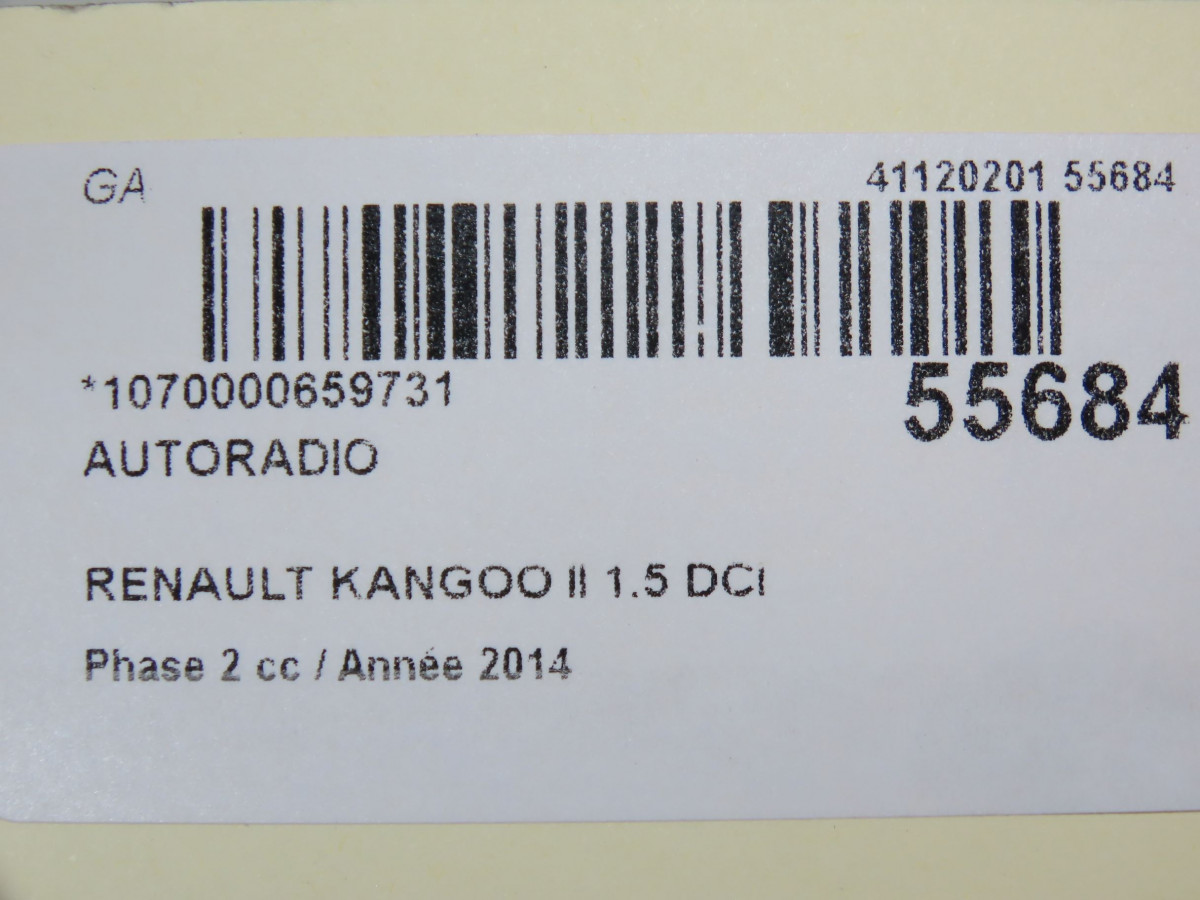 GA
41120201 55684
*1070000659731
55684
AUTORADIO
RENAULT KANGOO II 1.5 DCI
Phase 2 cc / Année 2014